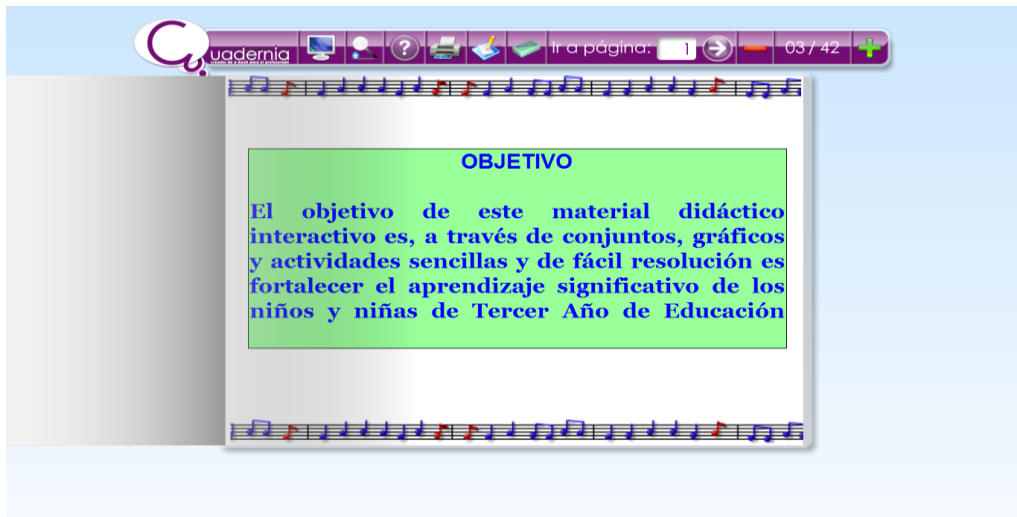 Cuadernia
Ir a página: 1 03 / 42
OBJETIVO
El objetivo de este material didáctico
interactivo es, a través de conjuntos, gráficos
y actividades sencillas y de fácil resolución es
fortalecer el aprendizaje significativo de los
niños y niñas de Tercer Año de Educación